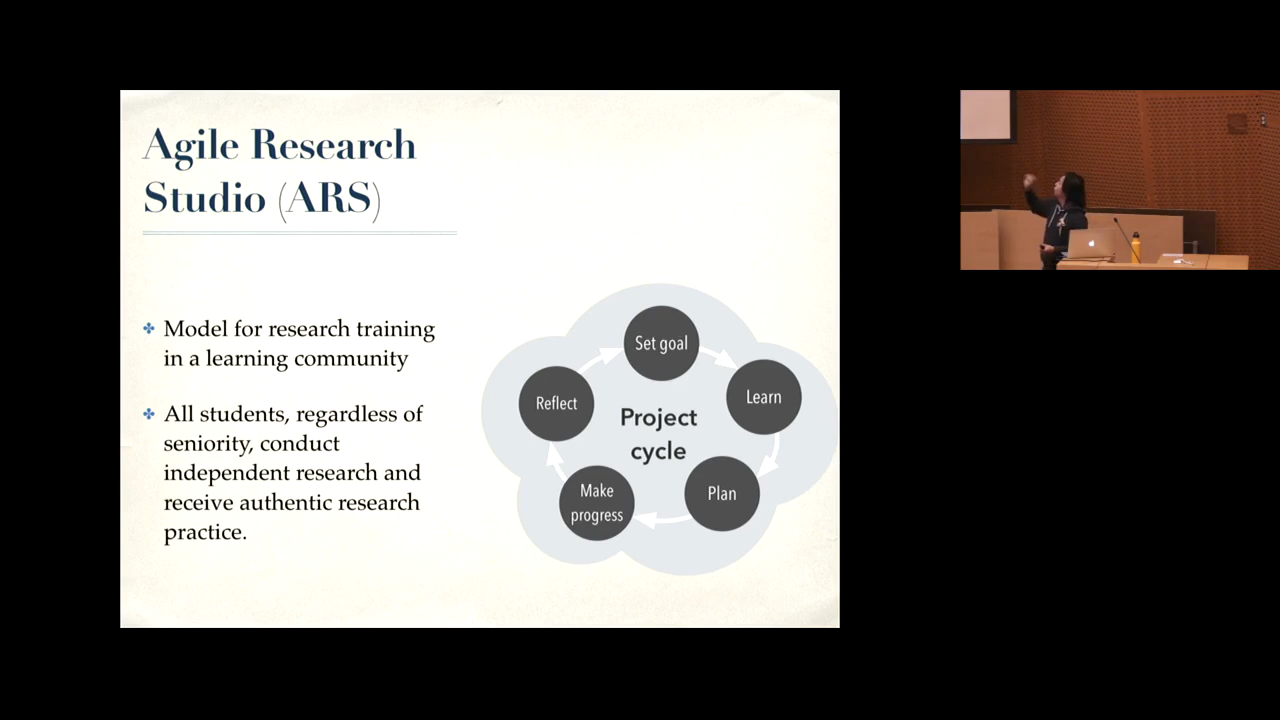 Agile Research
Studio (ARS)
Model for research training
in a learning community
All students, regardless of
seniority, conduct
independent research and
receive authentic research
practice.
Set goal
Learn
Plan
Make
progress
Reflect
Project
cycle